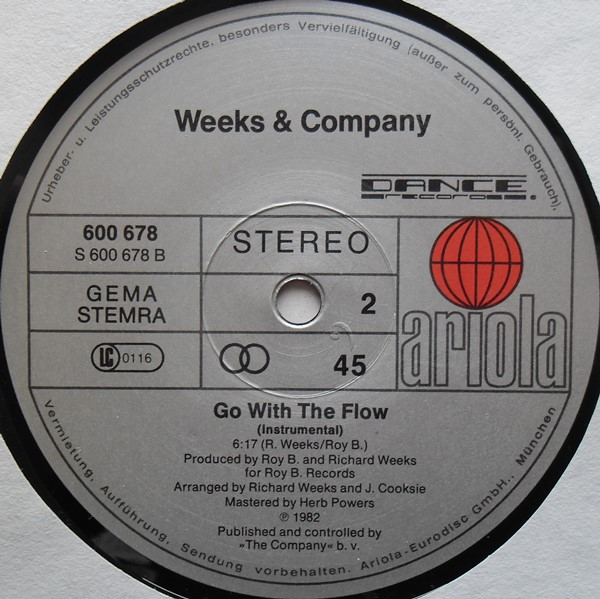 Urheber- u. Leistungsschutzrechte, besonders Vervielfältigung (außer zum persönl. Gebrauch),
Weeks & Company
DANCE
record
600 678
S 600 678 B
STEREO
GEMA
STEMRA
2
LC 0116
45
ariola
Go With The Flow
(Instrumental)
6:17 (R. Weeks/Roy B.)
Produced by Roy B. and Richard Weeks
for Roy B. Records
Arranged by Richard Weeks and J. Cooksie
Mastered by Herb Powers
℗ 1982
Published and controlled by
»The Company« b. v.
Vermietung, Aufführung, Sendung vorbehalten. Ariola-Eurodisc GmbH., München